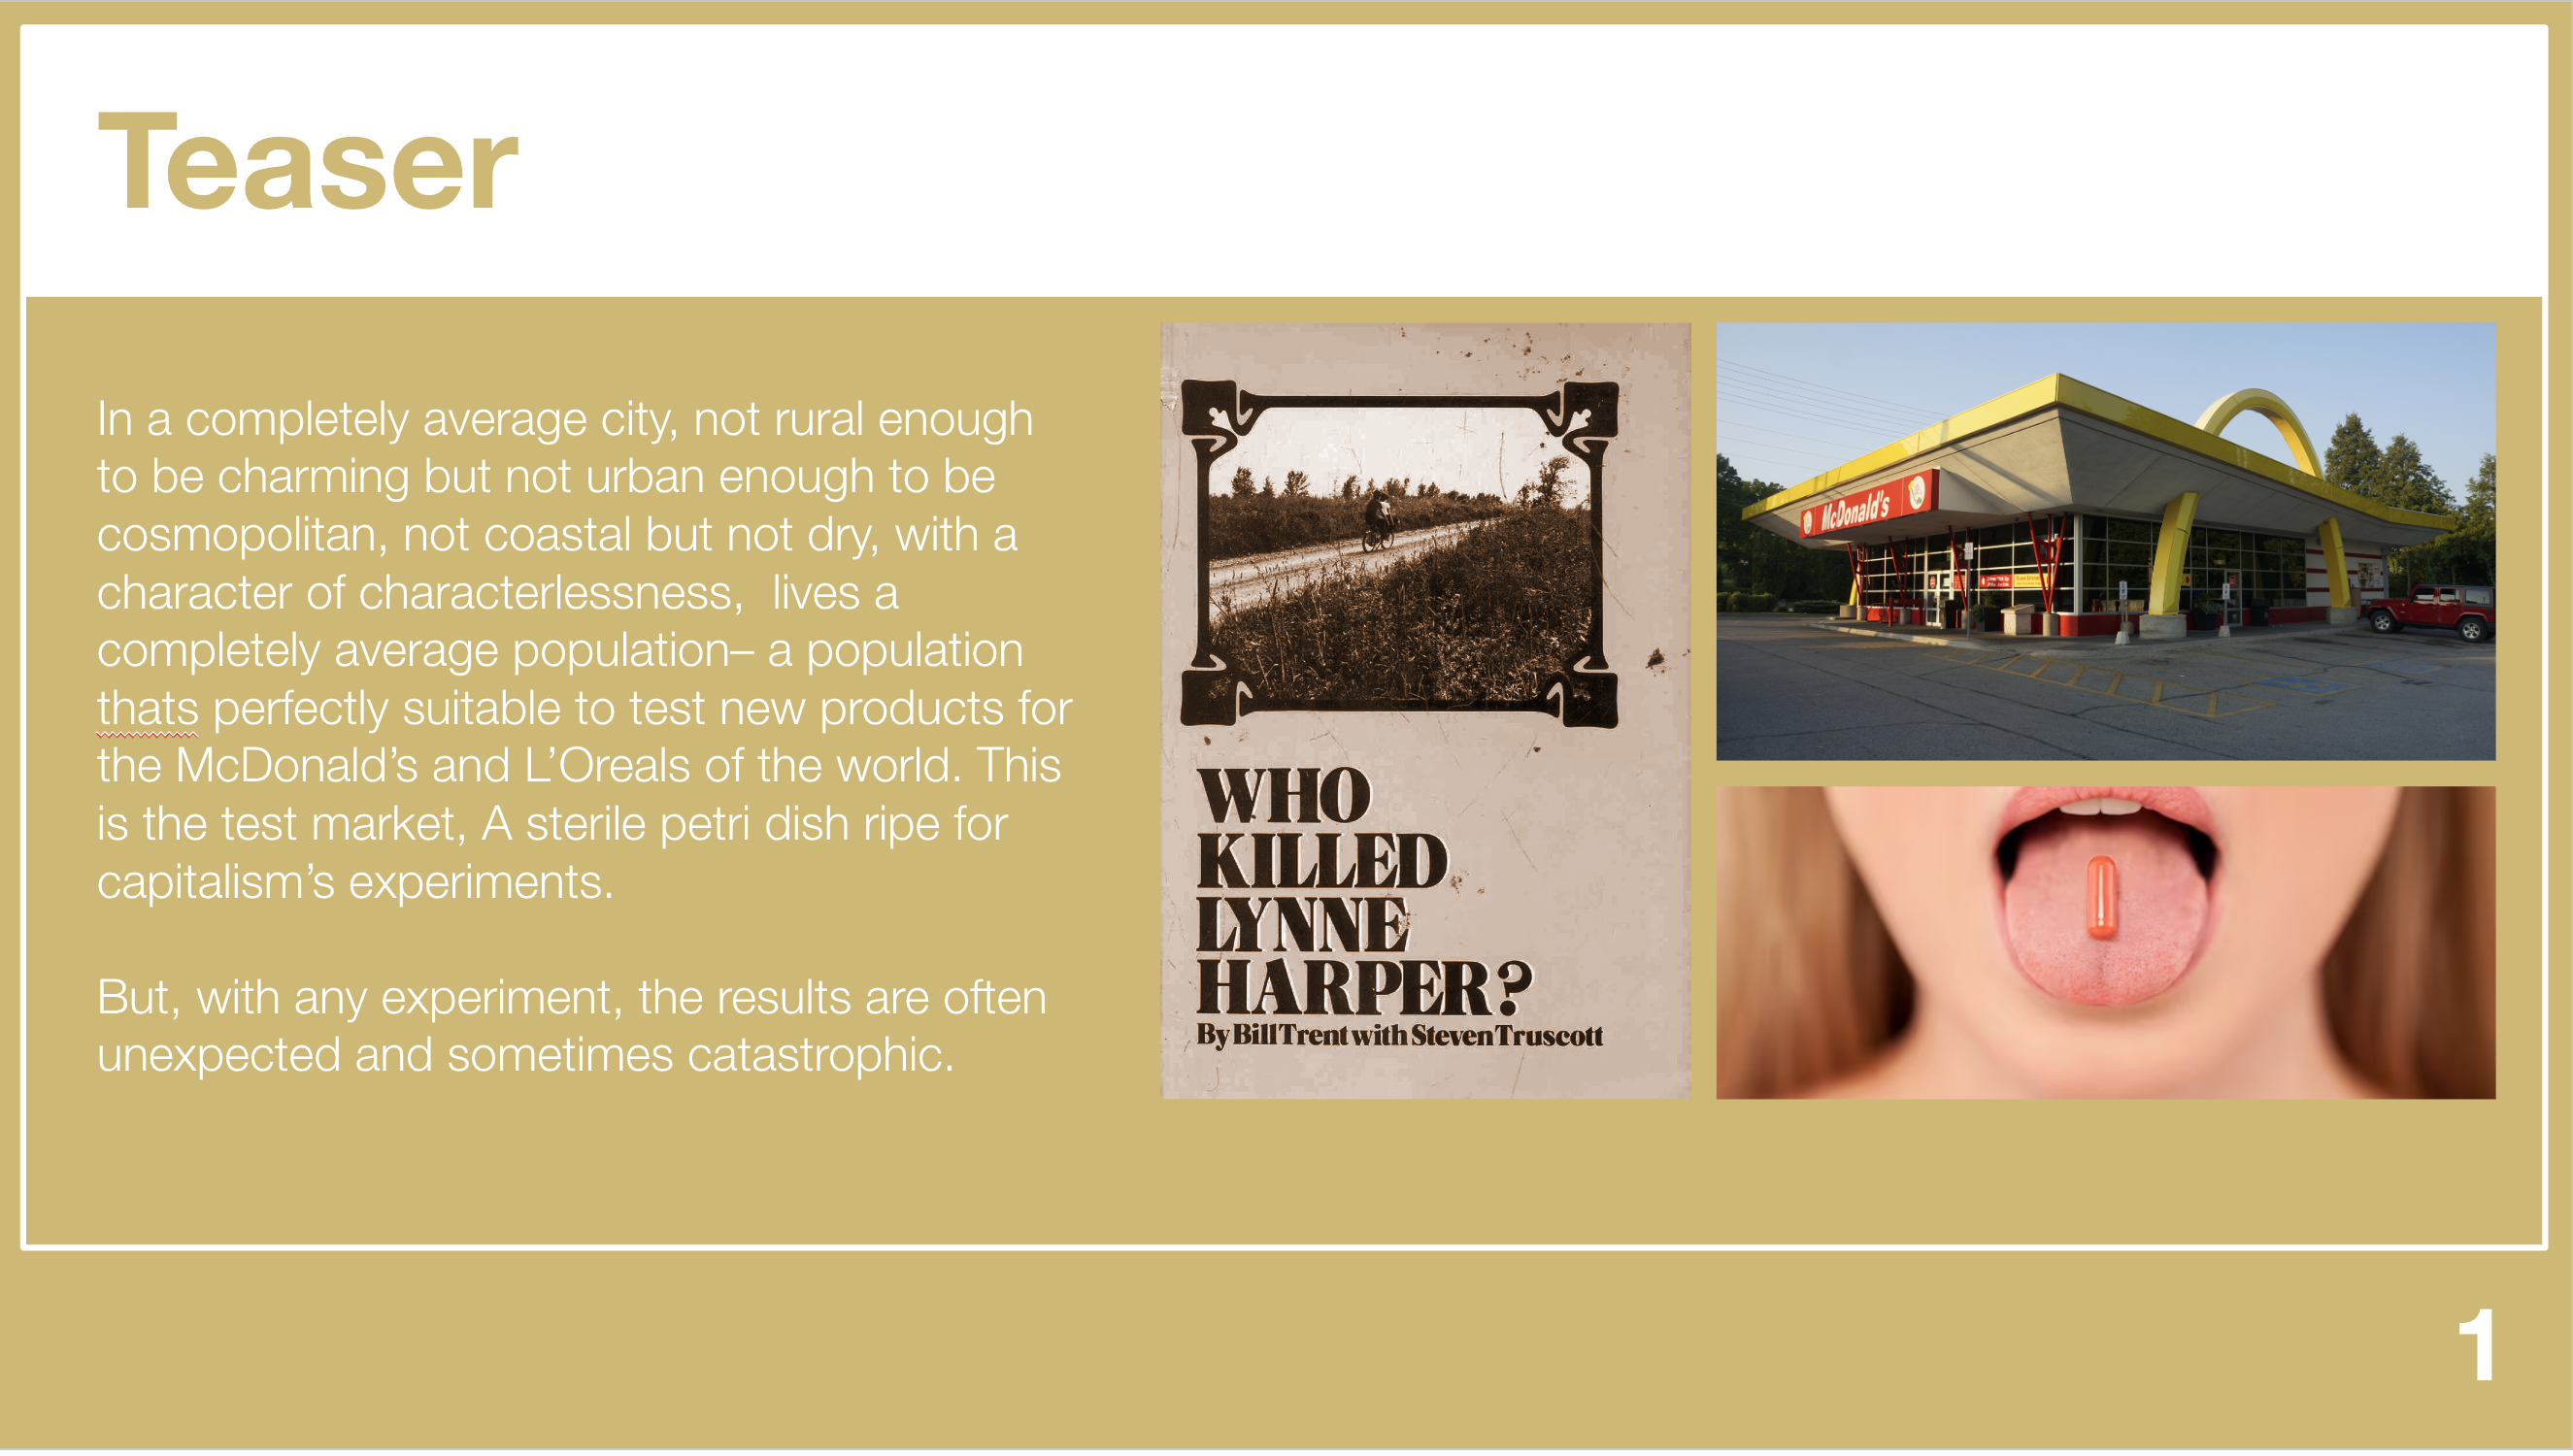 Teaser
In a completely average city, not rural enough
to be charming but not urban enough to be
cosmopolitan, not coastal but not dry, with a
character of characterlessness,  lives a
completely average population– a population
thats perfectly suitable to test new products for
the McDonald’s and L’Oreals of the world. This
is the test market, A sterile petri dish ripe for
capitalism’s experiments.
But, with any experiment, the results are often
unexpected and sometimes catastrophic.
WHO
KILLED
LYNNE
HARPER?
By Bill Trent with Steven Truscott
McDonald's
1